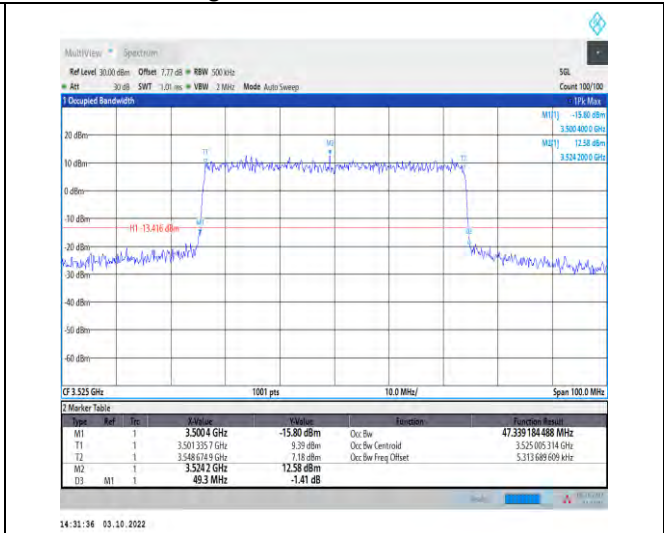 MultiView Spectrum
Ref Level 30.00 dBm Offset 7.77 dB RBW 500 kHz SGL
Att 30 dB SWT 1.01 ms VBW 2 MHz Mode Auto Sweep Count 100/100
1 Occupied Bandwidth 1Pk Max
M1[1] -15.80 dBm
3.500 400 0 GHz
M2[1] 12.58 dBm
3.524 200 0 GHz
20 dBm
M2
T1
T2
10 dBm
0 dBm
-10 dBm
H1 -13.416 dBm
M1
-20 dBm
-30 dBm
-40 dBm
-50 dBm
-60 dBm
CF 3.525 GHz 1001 pts 10.0 MHz/ Span 100.0 MHz
2 Marker Table
Type Ref Trc X-Value Y-Value Function Function Result
M1 1 3.5004 GHz -15.80 dBm Occ Bw 47.339 184 488 MHz
T1 1 3.501 335 7 GHz 9.39 dBm Occ Bw Centroid 3.525 005 314 GHz
T2 1 3.548 674 9 GHz 7.18 dBm Occ Bw Freq Offset 5.313 689 609 kHz
M2 1 3.524 2 GHz 12.58 dBm
D3 M1 1 49.3 MHz -1.41 dB
14:31:36 03.10.2022